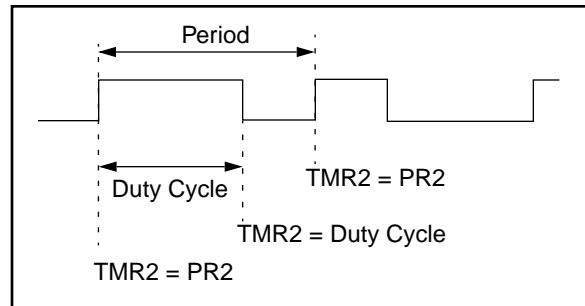 Period
Duty Cycle
TMR2 = PR2
TMR2 = Duty Cycle
TMR2 = PR2